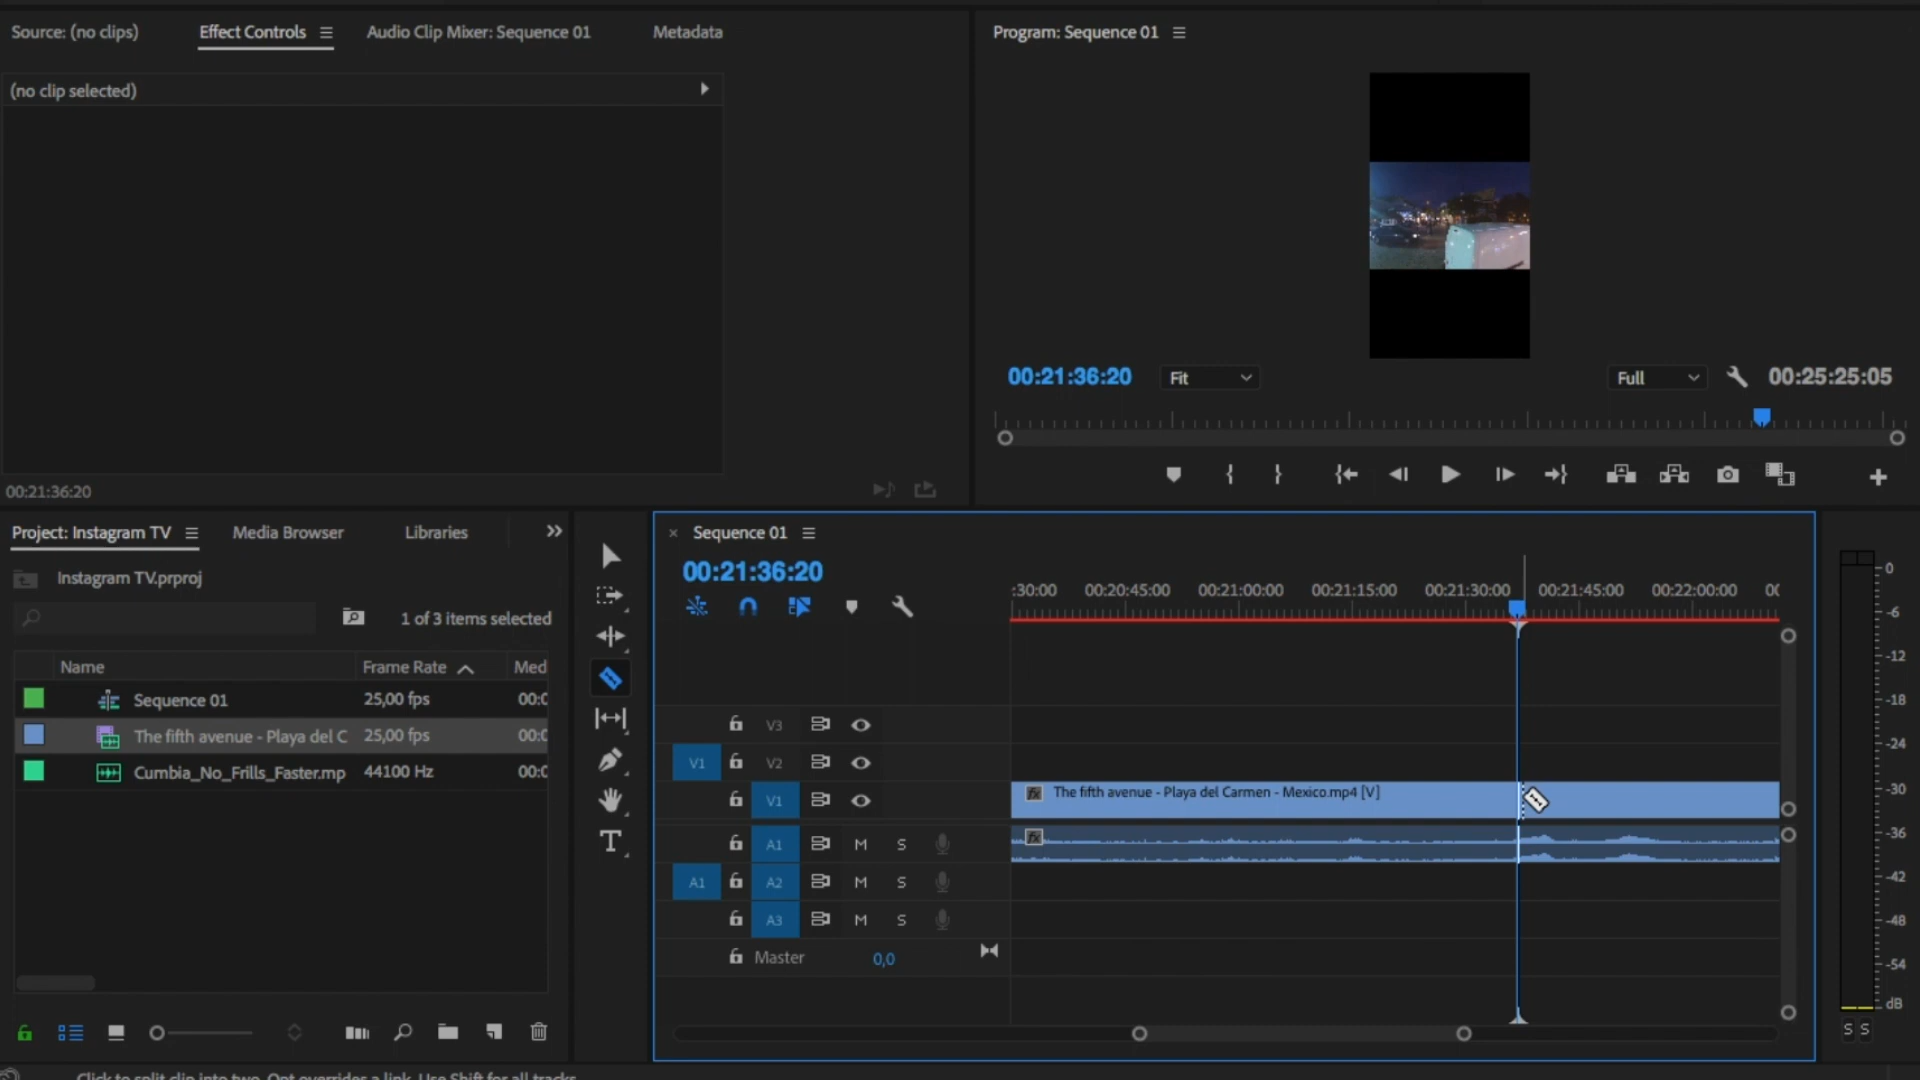 Source: (no clips)
Effect Controls
Audio Clip Mixer: Sequence 01
Metadata
(no clip selected)
00:21:36:20
Program: Sequence 01
00:21:36:20
Fit
Full
00:25:25:05
Project: Instagram TV
Media Browser
Libraries
Instagram TV.prproj
1 of 3 items selected
Name
Frame Rate
Med
Sequence 01
25,00 fps
00:0
The fifth avenue - Playa del C
25,00 fps
00:0
Cumbia_No_Frills_Faster.mp
44100 Hz
00:0
Sequence 01
00:21:36:20
:30:00
00:20:45:00
00:21:00:00
00:21:15:00
00:21:30:00
00:21:45:00
00:22:00:00
00
V3
V1
V2
V1
The fifth avenue - Playa del Carmen - Mexico.mp4 [V]
A1
M
S
A1
A2
M
S
A3
M
S
Master
0,0
0
-6
-12
-18
-24
-30
-36
-42
-48
-54
dB
S S
Click to split clip into two. Opt overrides a link. Use Shift for all tracks.